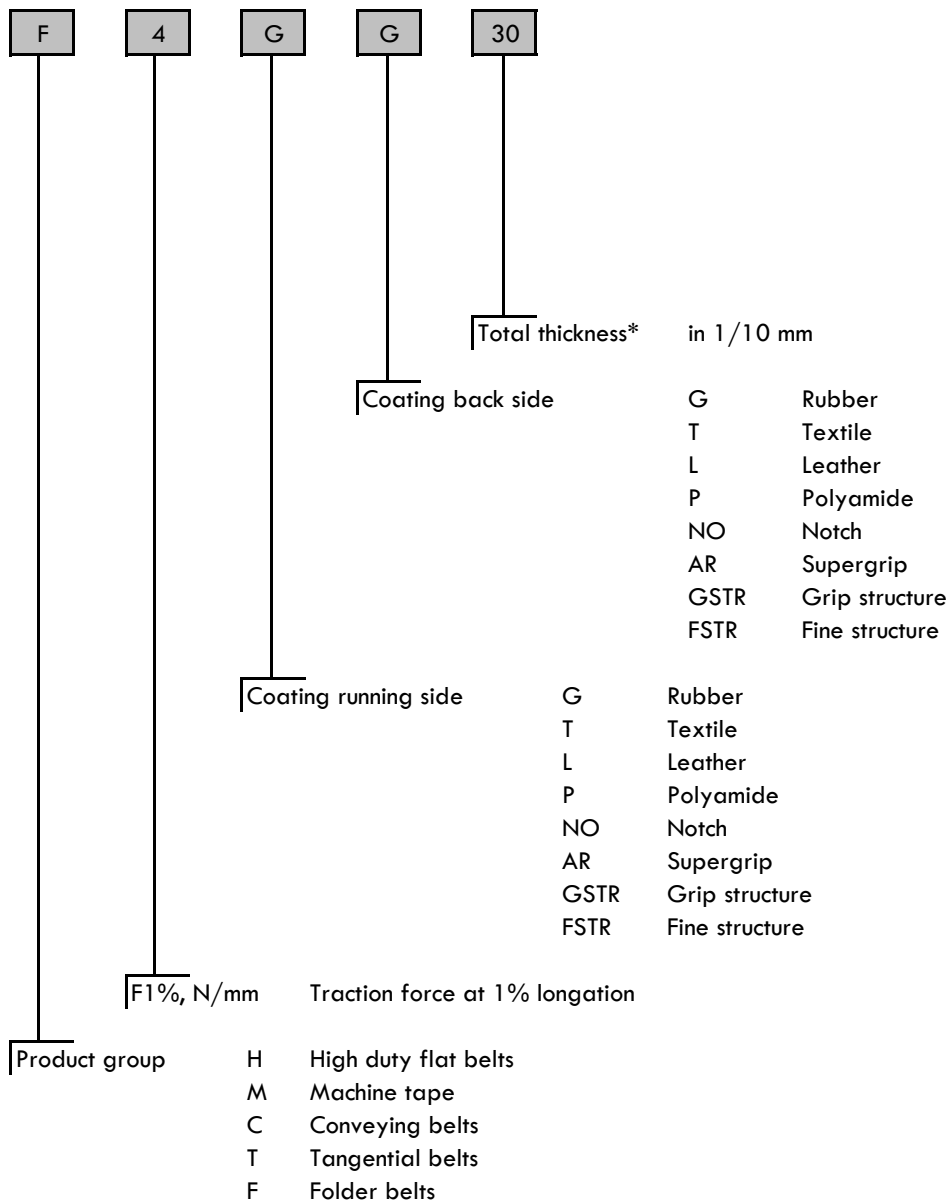 F 4 G G 30
Total thickness* in 1/10 mm
Coating back side G Rubber
T Textile
L Leather
P Polyamide
NO Notch
AR Supergrip
GSTR Grip structure
FSTR Fine structure
Coating running side G Rubber
T Textile
L Leather
P Polyamide
NO Notch
AR Supergrip
GSTR Grip structure
FSTR Fine structure
F1%, N/mm Traction force at 1% longation
Product group H High duty flat belts
M Machine tape
C Conveying belts
T Tangential belts
F Folder belts